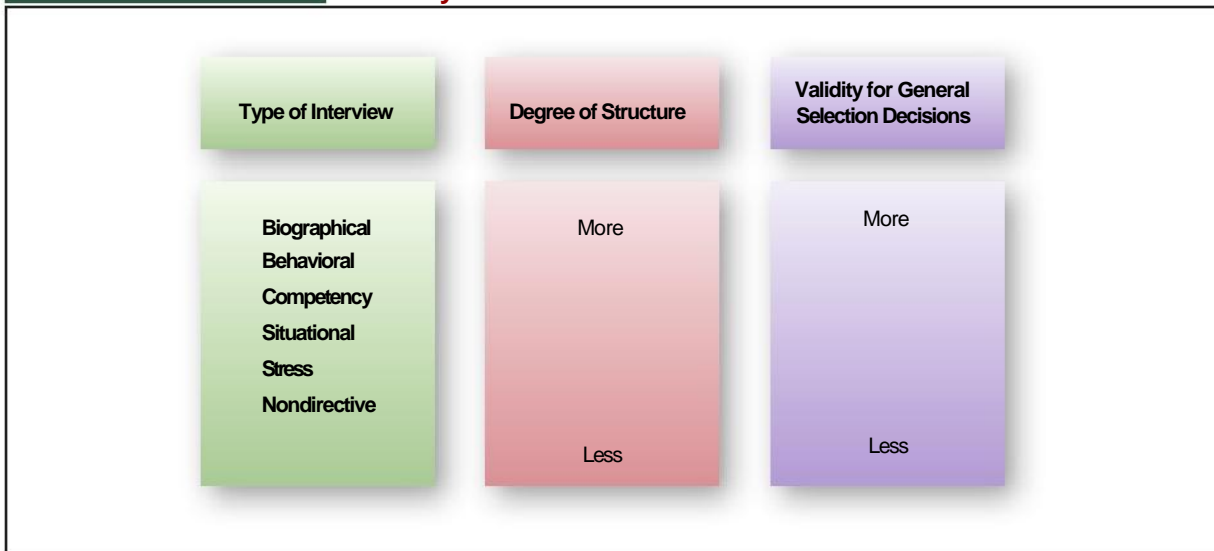 Type of Interview
Degree of Structure
Validity for General
Selection Decisions
Biographical
Behavioral
Competency
Situational
Stress
Nondirective
More
Less
More
Less